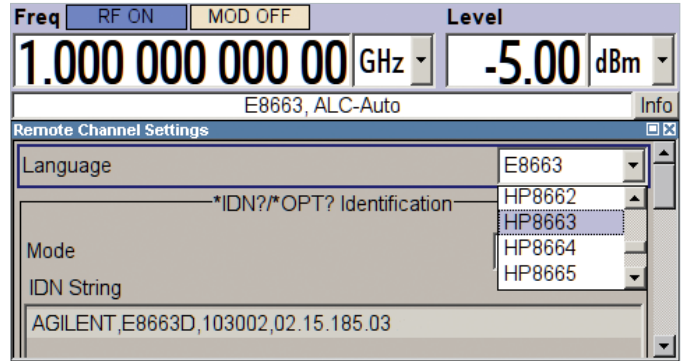 Freq RF ON MOD OFF Level
1.000 000 000 00 GHz -5.00 dBm
E8663, ALC-Auto Info
Remote Channel Settings
Language E8663
*IDN?/*OPT? Identification HP8662
HP8663
Mode HP8664
IDN String HP8665
AGILENT,E8663D,103002,02.15.185.03